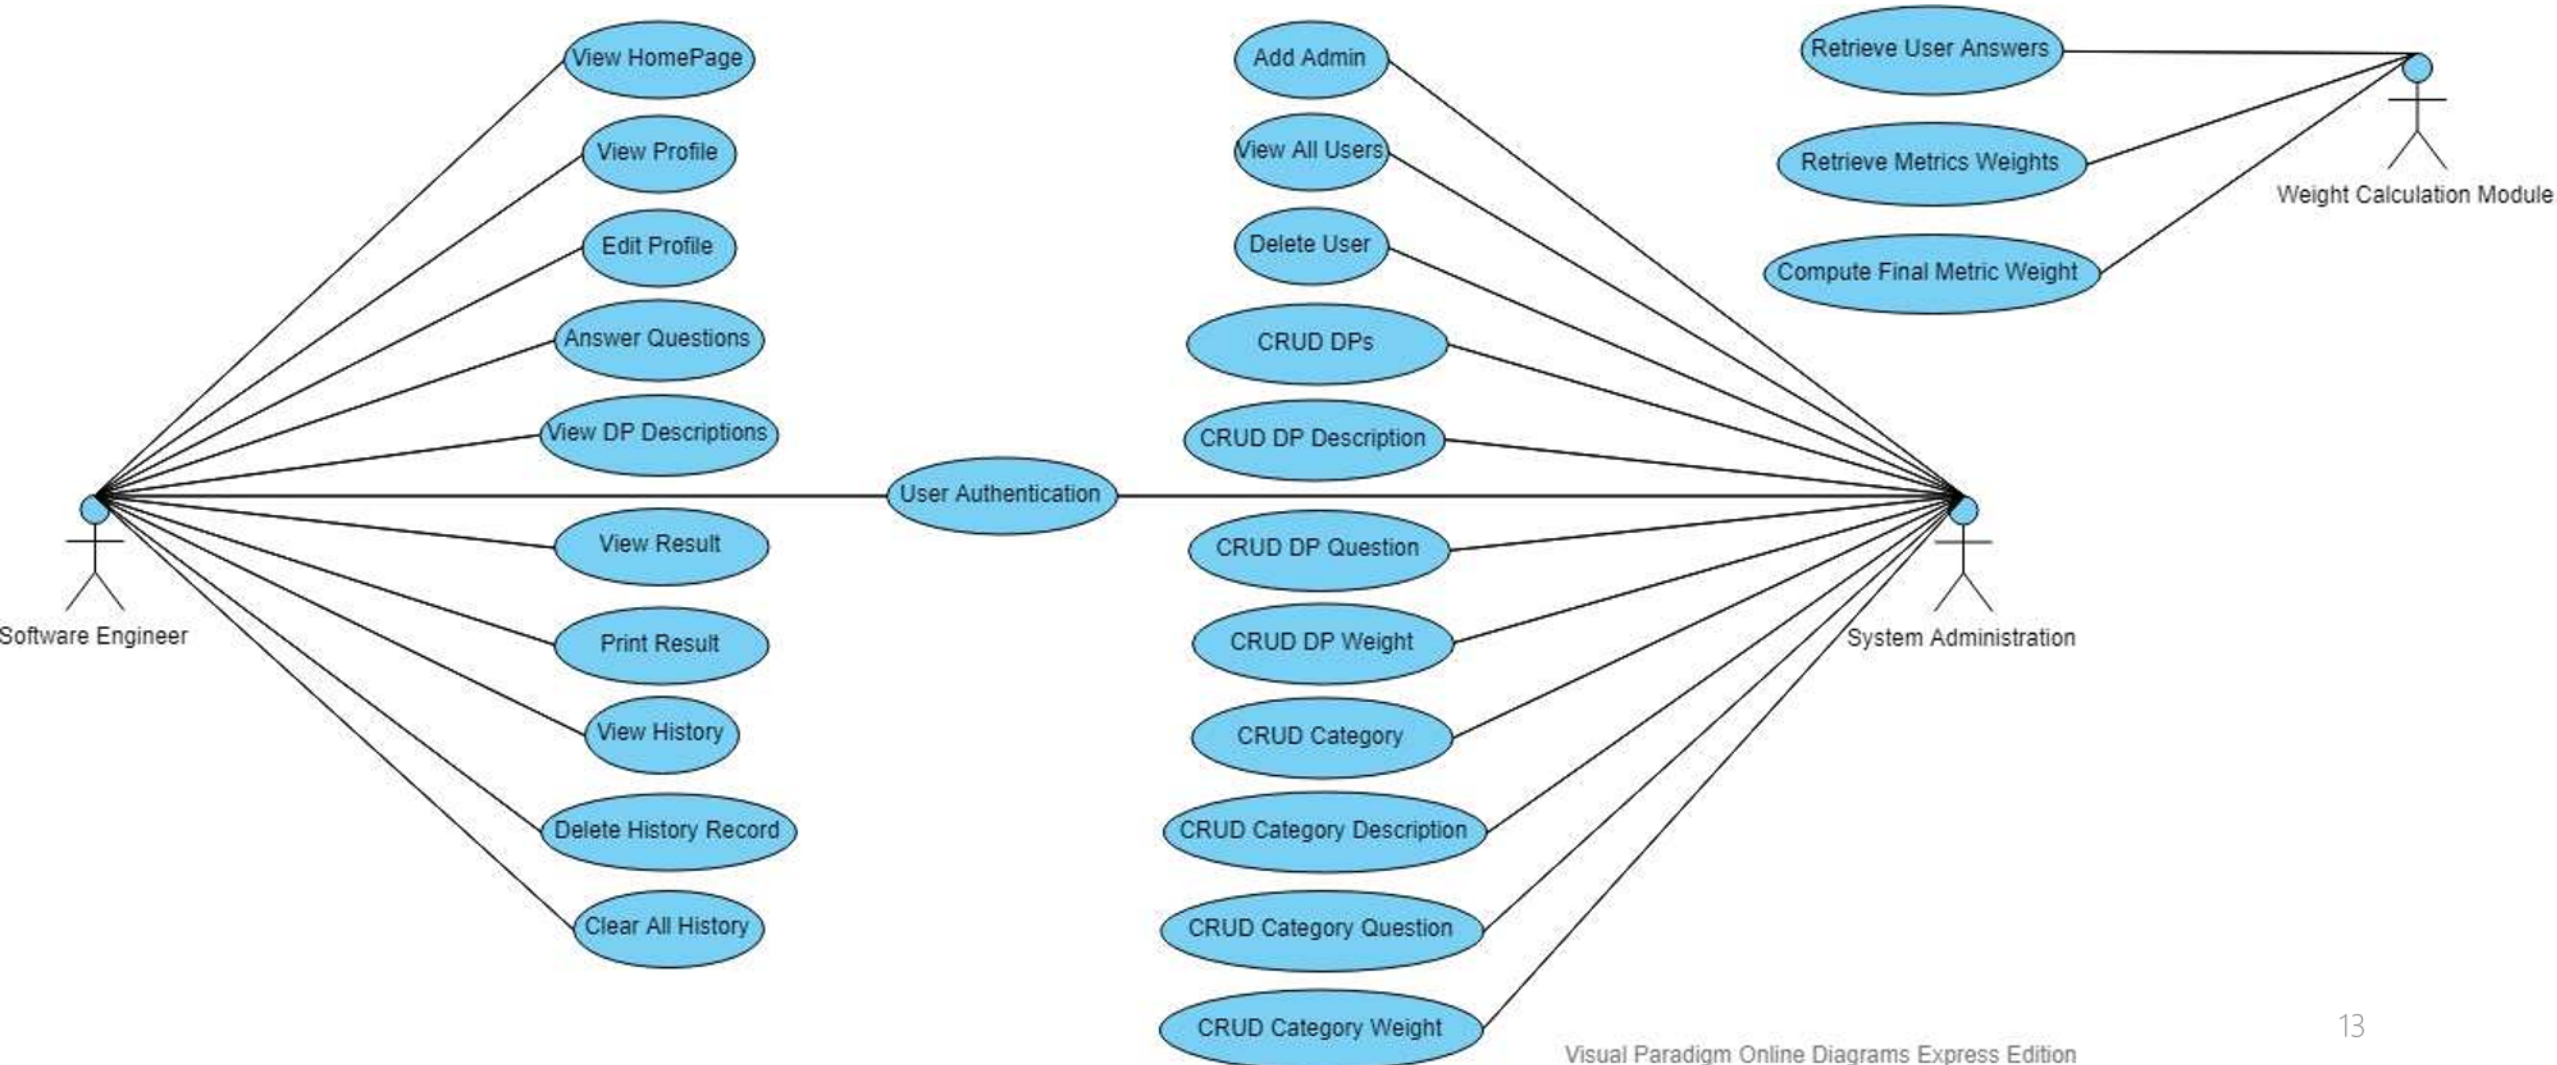 View HomePage
View Profile
Edit Profile
Answer Questions
View DP Descriptions
User Authentication
View Result
Print Result
View History
Delete History Record
Clear All History
Software Engineer
Add Admin
View All Users
Delete User
CRUD DPs
CRUD DP Description
CRUD DP Question
CRUD DP Weight
CRUD Category
CRUD Category Description
CRUD Category Question
CRUD Category Weight
System Administration
Retrieve User Answers
Retrieve Metrics Weights
Compute Final Metric Weight
Weight Calculation Module
13
Visual Paradigm Online Diagrams Express Edition